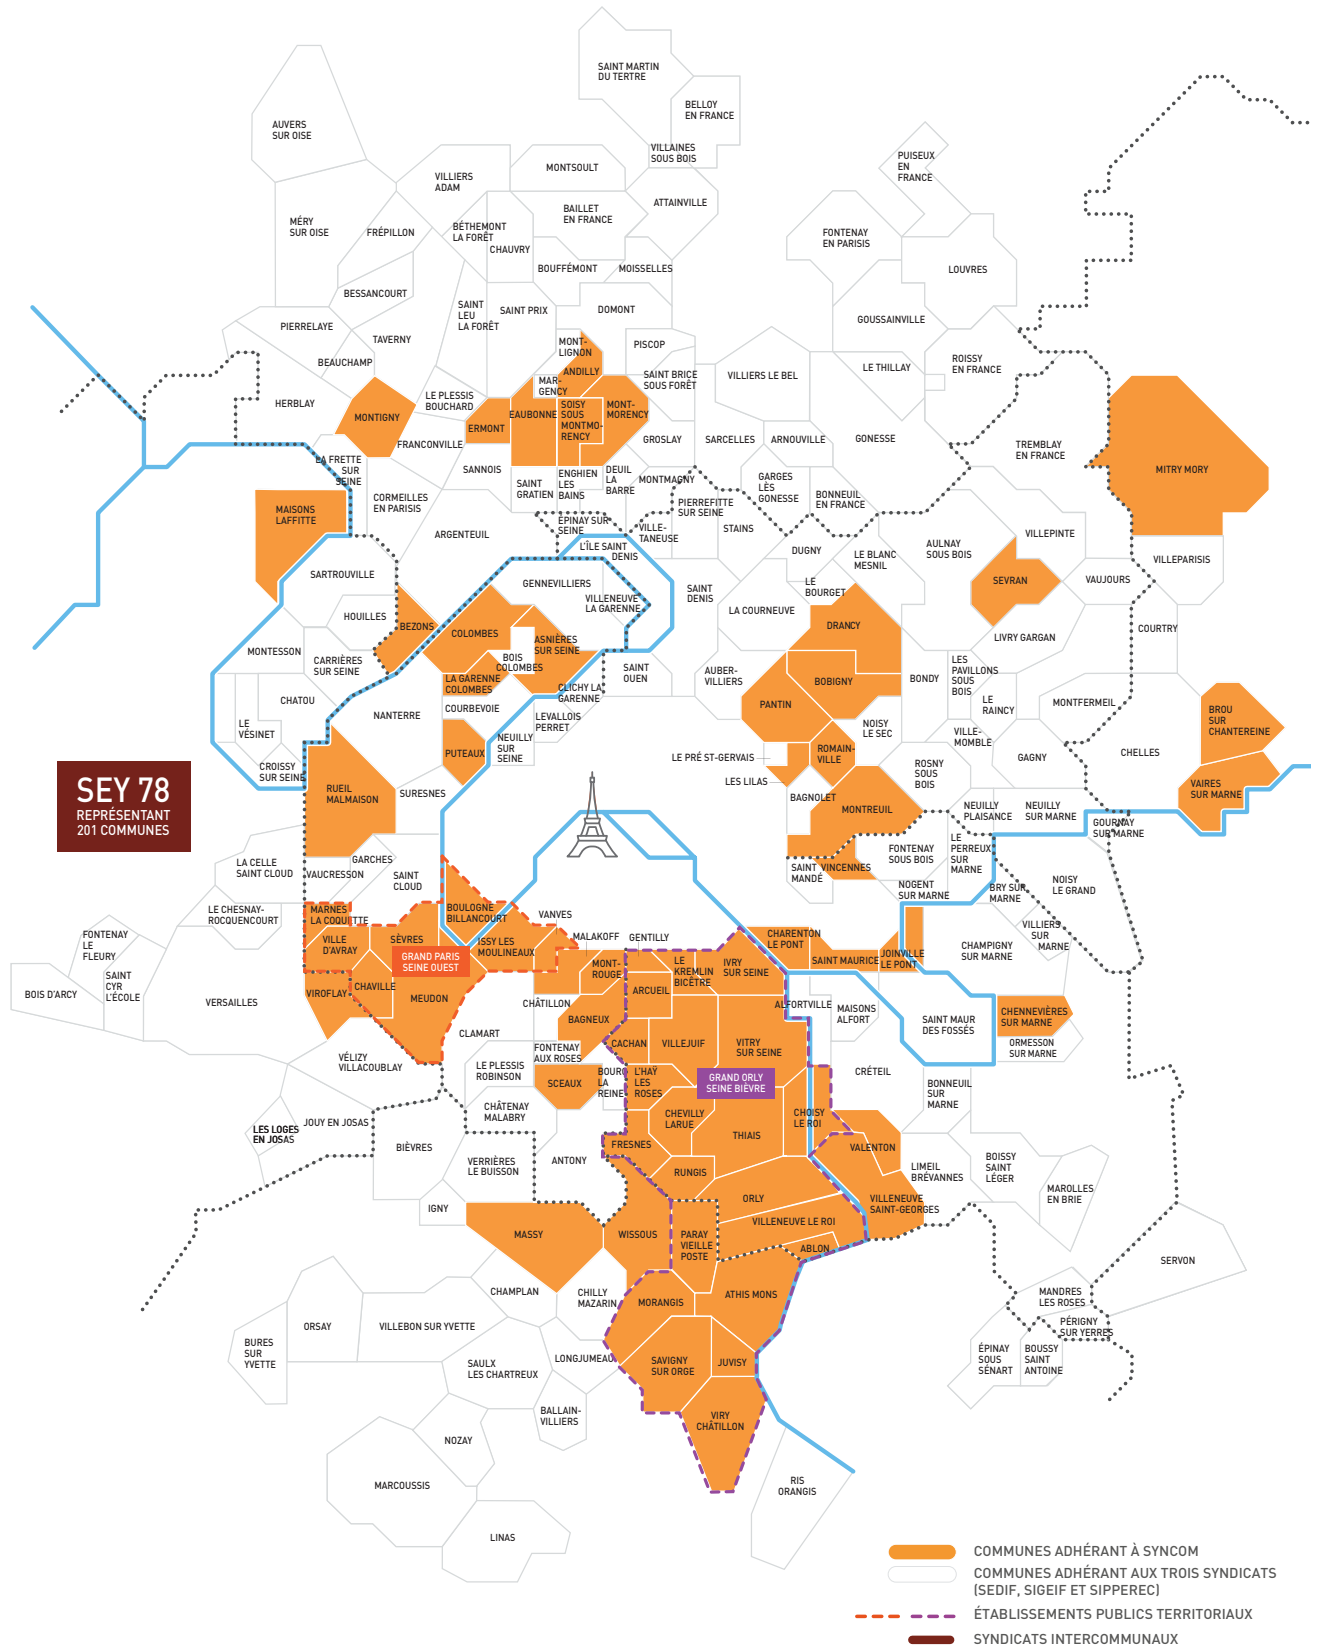 SAINT MARTIN
DU TERTRE
BELLOY
EN FRANCE
AUVERS
SUR OISE
VILLAINES
SOUS BOIS
PUISEUX
EN
FRANCE
MONTSOULT
VILLIERS
ADAM
ATTAINVILLE
BAILLET
EN FRANCE
MÉRY
SUR OISE
FRÉPILLON
BÉTHEMONT
LA FORÊT
CHAUVRY
FONTENAY
EN PARISIS
BOUFFÉMONT
MOISSELLES
LOUVRES
BESSANCOURT
SAINT
LEU
LA FORÊT
SAINT PRIX
DOMONT
GOUSSAINVILLE
PIERRELAYE
TAVERNY
MONT-
LIGNON
PISCOP
BEAUCHAMP
ANDILLY
SAINT BRICE
SOUS FORÊT
VILLIERS LE BEL
LE THILLAY
ROISSY
EN FRANCE
MAR-
GENCY
HERBLAY
LE PLESSIS
BOUCHARD
MONTIGNY
ERMONT
EAUBONNE
SOISY
SOUS
MONTMO-
RENCY
MONT-
MORENCY
FRANCONVILLE
GROSLAY
SARCELLES
ARNOUVILLE
GONESSE
TREMBLAY
EN FRANCE
MITRY MORY
LA FRETTE
SUR
SEINE
SANNOIS
SAINT
GRATIEN
ENGHIEN
LES
BAINS
DEUIL
LA
BARRE
MONTMAGNY
GARGES
LÈS
GONESSE
BONNEUIL
EN FRANCE
CORMEILLES
EN PARISIS
MAISONS
LAFFITTE
PIERREFITTE
SUR SEINE
ARGENTEUIL
ÉPINAY SUR
SEINE
VILLE-
TANEUSE
STAINS
L'ÎLE SAINT
DENIS
DUGNY
LE BLANC
MESNIL
AULNAY
SOUS BOIS
VILLEPINTE
VILLEPARISIS
SARTROUVILLE
GENNEVILLIERS
VILLENEUVE
LA GARENNE
SAINT
DENIS
LE
BOURGET
SEVRAN
VAUJOURS
HOUILLES
LA COURNEUVE
BEZONS
COLOMBES
ASNIÈRES
SUR SEINE
DRANCY
LIVRY GARGAN
COURTRY
MONTESSON
CARRIÈRES
SUR SEINE
BOIS
COLOMBES
SAINT
OUEN
AUBER-
VILLIERS
BOBIGNY
BONDY
LES
PAVILLONS
SOUS
BOIS
LA GARENNE
COLOMBES
CLICHY LA
GARENNE
CHATOU
NANTERRE
COURBEVOIE
LEVALLOIS
PERRET
PANTIN
LE
RAINCY
MONTFERMEIL
LE
VÉSINET
NOISY
LE SEC
VILLE-
MOMBLE
BROU
SUR
CHANTEREINE
NEUILLY
SUR
SEINE
PUTEAUX
ROMAIN-
VILLE
GAGNY
CHELLES
LE PRÉ ST-GERVAIS
CROISSY
SUR SEINE
ROSNY
SOUS
BOIS
LES LILAS
SEY 78
REPRÉSENTANT
201 COMMUNES
RUEIL
MALMAISON
SURESNES
BAGNOLET
MONTREUIL
VAIRES
SUR MARNE
NEUILLY
PLAISANCE
NEUILLY
SUR MARNE
GOURNAY
SUR MARNE
LE
PERREUX
SUR
MARNE
FONTENAY
SOUS BOIS
GARCHES
LA CELLE
SAINT CLOUD
VAUCRESSON
SAINT
CLOUD
SAINT
MANDÉ
VINCENNES
NOGENT
SUR MARNE
BRY SUR
MARNE
NOISY
LE GRAND
LE CHESNAY-
ROCQUENCOURT
MARNES
LA COQUITTE
BOULOGNE
BILLANCOURT
VANVES
VILLIERS
SUR
MARNE
FONTENAY
LE
FLEURY
VILLE
D'AVRAY
SÈVRES
ISSY LES
MOULINEAUX
MALAKOFF
GENTILLY
CHARENTON
LE PONT
SAINT MAURICE
JOINVILLE
LE PONT
CHAMPIGNY
SUR MARNE
GRAND PARIS
SEINE OUEST
MONT-
ROUGE
LE
KREMLIN
BICÊTRE
IVRY
SUR SEINE
SAINT
CYR
L'ÉCOLE
BOIS D'ARCY
VERSAILLES
VIROFLAY
CHAVILLE
MEUDON
CHÂTILLON
ARCUEIL
ALFORTVILLE
MAISONS
ALFORT
SAINT MAUR
DES FOSSÉS
CHENNEVIÈRES
SUR MARNE
BAGNEUX
CLAMART
CACHAN
VILLEJUIF
VITRY
SUR SEINE
ORMESSON
SUR MARNE
VÉLIZY
VILLACOUBLAY
FONTENAY
AUX ROSES
LE PLESSIS
ROBINSON
SCEAUX
BOURG
LA
REINE
L'HAŸ
LES
ROSES
GRAND ORLY
SEINE BIÈVRE
CRÉTEIL
BONNEUIL
SUR
MARNE
CHÂTENAY
MALABRY
CHEVILLY
LARUE
CHOISY
LE ROI
JOUY EN JOSAS
LES LOGES
EN JOSAS
THIAIS
BIÈVRES
FRESNES
VALENTON
VERRIÈRES
LE BUISSON
ANTONY
RUNGIS
LIMEIL
BRÉVANNES
BOISSY
SAINT
LÉGER
MAROLLES
EN BRIE
ORLY
VILLENEUVE
SAINT-GEORGES
IGNY
VILLENEUVE LE ROI
MASSY
WISSOUS
PARAY
VIEILLE
POSTE
ABLON
SERVON
CHAMPLAN
CHILLY
MAZARIN
MORANGIS
ATHIS MONS
MANDRES
LES ROSES
ORSAY
VILLEBON SUR YVETTE
PÉRIGNY
SUR YERRES
BURES
SUR
YVETTE
SAULX
LES CHARTREUX
LONGJUMEAU
SAVIGNY
SUR ORGE
JUVISY
ÉPINAY
SOUS
SÉNART
BOUSSY
SAINT
ANTOINE
BALLAIN-
VILLIERS
VIRY
CHÂTILLON
NOZAY
MARCOUSSIS
RIS
ORANGIS
LINAS
COMMUNES ADHÉRANT À SYNCOM
COMMUNES ADHÉRANT AUX TROIS SYNDICATS
(SEDIF, SIGEIF ET SIPPEREC)
ÉTABLISSEMENTS PUBLICS TERRITORIAUX
SYNDICATS INTERCOMMUNAUX